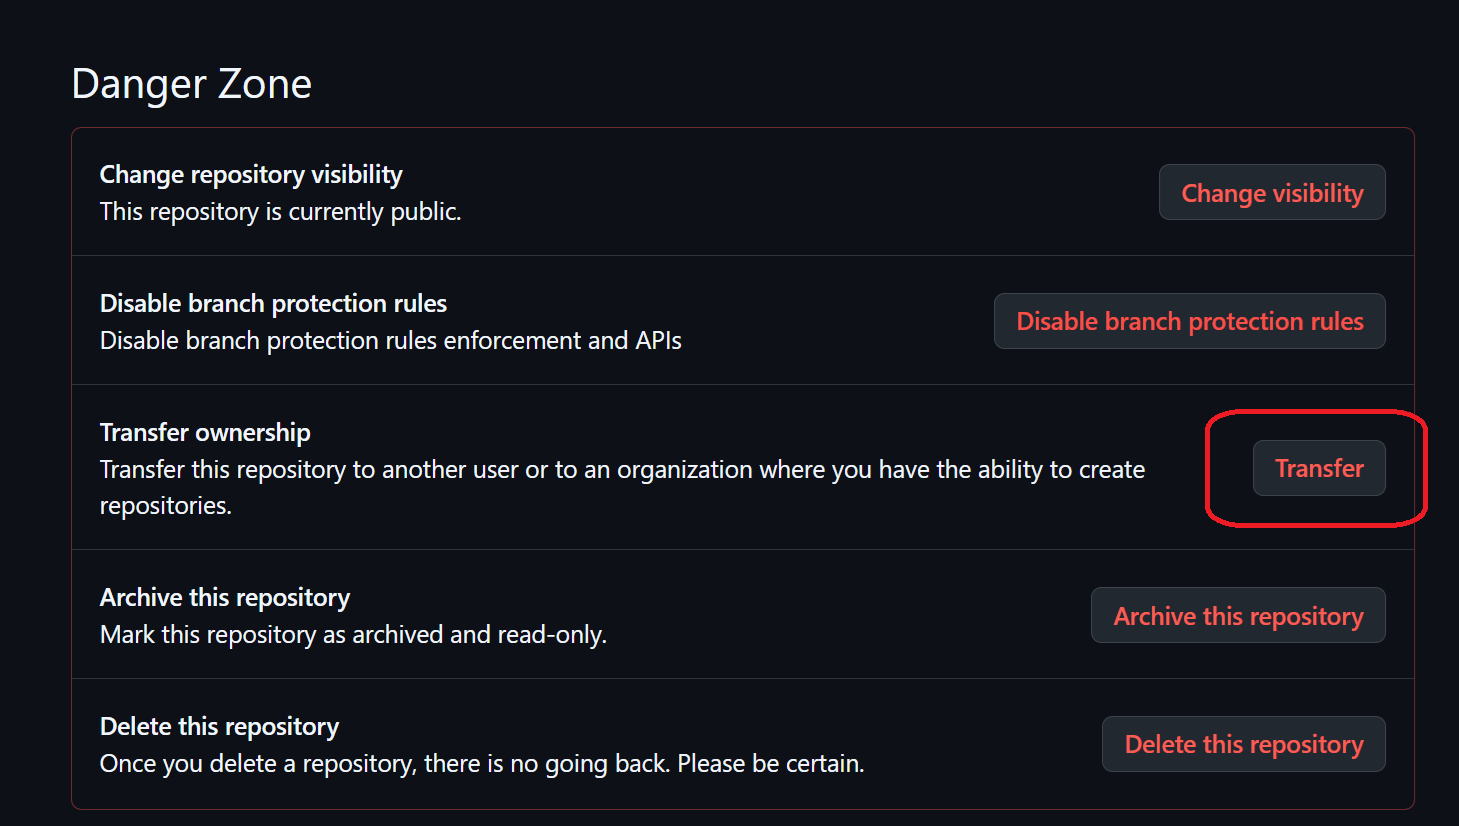 Danger Zone
Change repository visibility
This repository is currently public.
Change visibility
Disable branch protection rules
Disable branch protection rules enforcement and APIs
Disable branch protection rules
Transfer ownership
Transfer this repository to another user or to an organization where you have the ability to create
repositories.
Transfer
Archive this repository
Mark this repository as archived and read-only.
Archive this repository
Delete this repository
Once you delete a repository, there is no going back. Please be certain.
Delete this repository